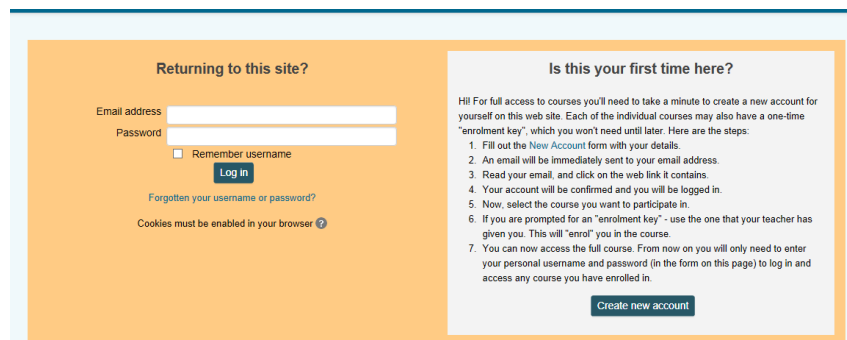 Returning to this site?
Email address
Password
Remember username
Log in
Forgotten your username or password?
Cookies must be enabled in your browser ?
Is this your first time here?
Hi! For full access to courses you'll need to take a minute to create a new account for
yourself on this web site. Each of the individual courses may also have a one-time
"enrolment key", which you won't need until later. Here are the steps:
1. Fill out the New Account form with your details.
2. An email will be immediately sent to your email address.
3. Read your email, and click on the web link it contains.
4. Your account will be confirmed and you will be logged in.
5. Now, select the course you want to participate in.
6. If you are prompted for an "enrolment key" - use the one that your teacher has
given you. This will "enrol" you in the course.
7. You can now access the full course. From now on you will only need to enter
your personal username and password (in the form on this page) to log in and
access any course you have enrolled in.
Create new account